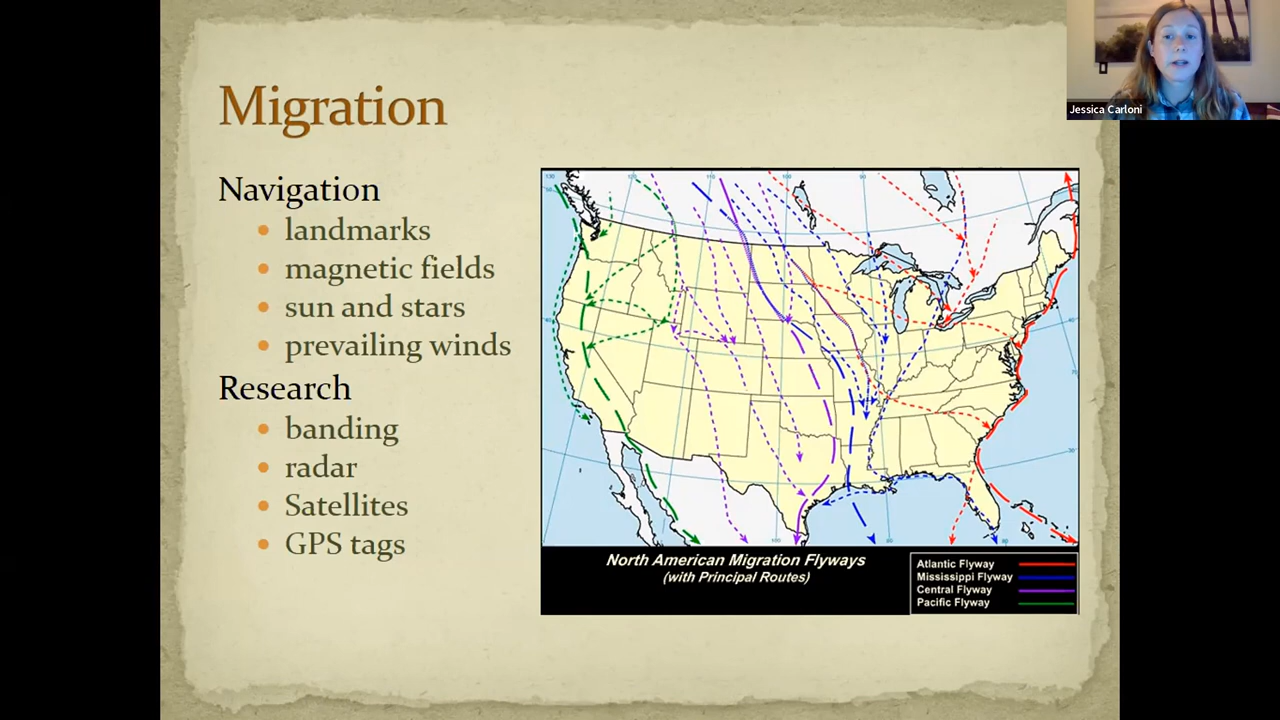 Migration
Navigation
landmarks
magnetic fields
sun and stars
prevailing winds
Research
banding
radar
Satellites
GPS tags
North American Migration Flyways
(with Principal Routes)
Atlantic Flyway
Mississippi Flyway
Central Flyway
Pacific Flyway
Jessica Carloni